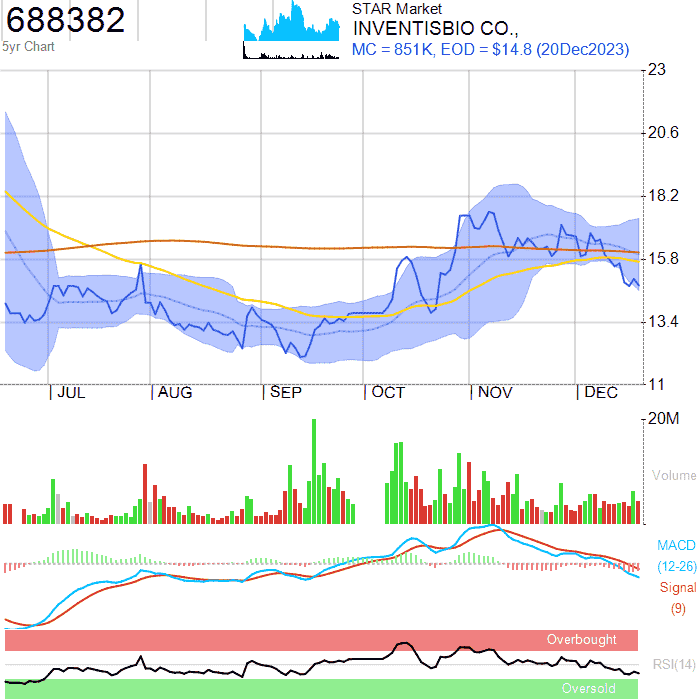 688382
5yr Chart
STAR Market
INVENTISBIO CO.,
MC = 851K, EOD = $14.8 (20Dec2023)
23
20.6
18.2
15.8
13.4
11
| JUL | AUG | SEP | OCT | NOV | DEC
20M
Volume
MACD
(12-26)
Signal
(9)
Overbought
RSI(14)
Oversold